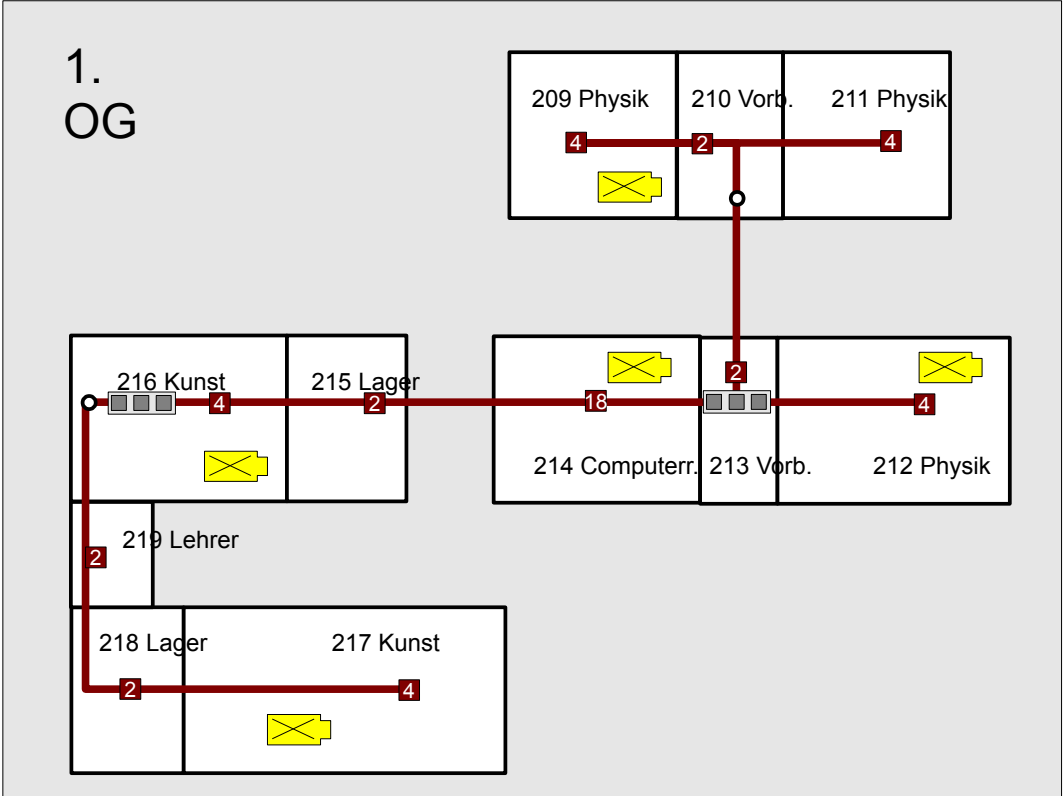 1.
OG
209 Physik
210 Vorb.
211 Physik
4
2
4
216 Kunst
215 Lager
2
4
2
18
4
214 Computerr.
213 Vorb.
212 Physik
219 Lehrer
2
218 Lager
217 Kunst
2
4